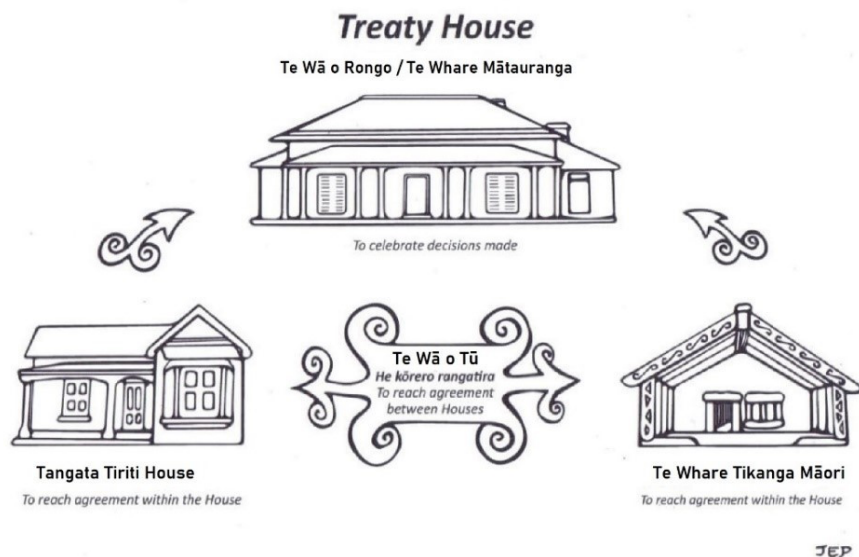 Treaty House
Te Wā o Rongo / Te Whare Mātauranga
To celebrate decisions made
Te Wā o Tū
He kōrero rangatira
To reach agreement
between Houses
Tangata Tiriti House
To reach agreement within the House
Te Whare Tikanga Māori
To reach agreement within the House
JEP